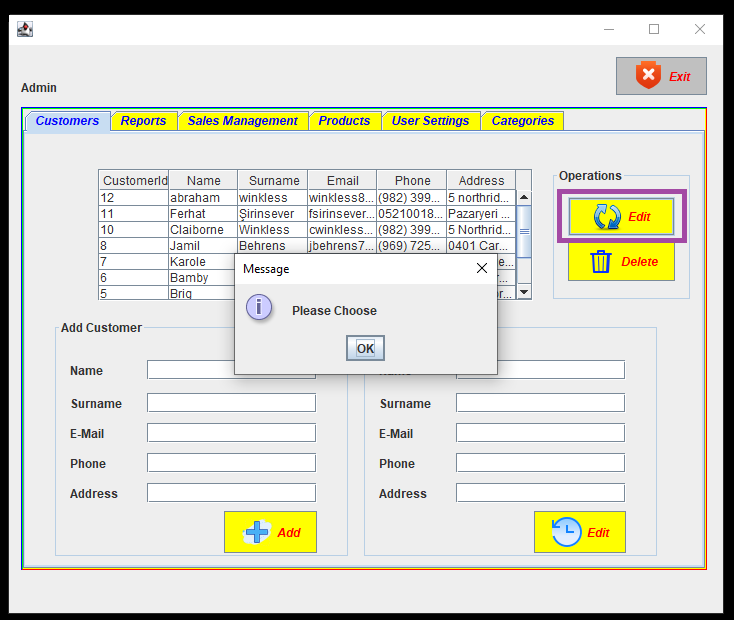 Exit
Admin
Customers Reports Sales Management Products User Settings Categories
Operations
CustomerId Name Surname Email Phone Address
12 abraham winkless winkless8... (982) 399... 5 northrid...
11 Ferhat Şirinsever fsirinsever... 05210018... Pazaryeri ...
10 Claiborne Winkless cwinkless... (982) 399... 5 Northrid...
8 Jamil Behrens jbehrens7... (969) 725... 0401 Car...
7 Karole
6 Bamby
5 Brig
Edit
Delete
Message
Please Choose
OK
Add Customer
Name
Surname
E-Mail
Phone
Address
Add
Surname
E-Mail
Phone
Address
Edit